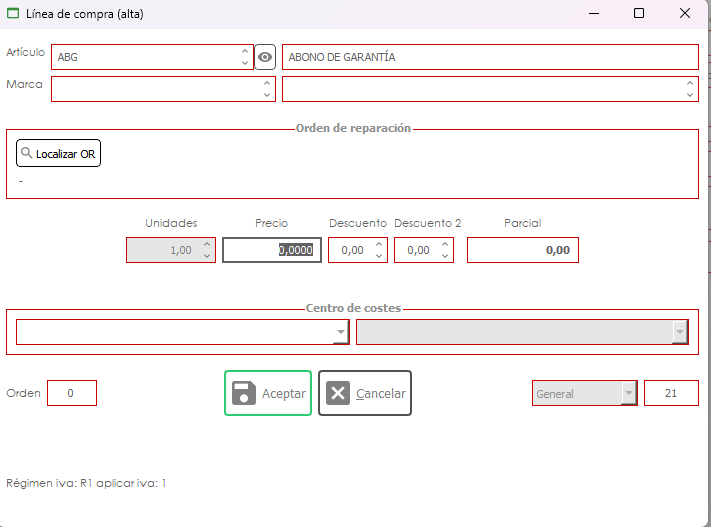 Línea de compra (alta)
Artículo ABG ABONO DE GARANTÍA
Marca
Orden de reparación
Localizar OR
-
Unidades Precio Descuento Descuento 2 Parcial
1,00 0,0000 0,00 0,00 0,00
Centro de costes
Orden 0 Aceptar Cancelar General 21
Régimen iva: R1 aplicar iva: 1